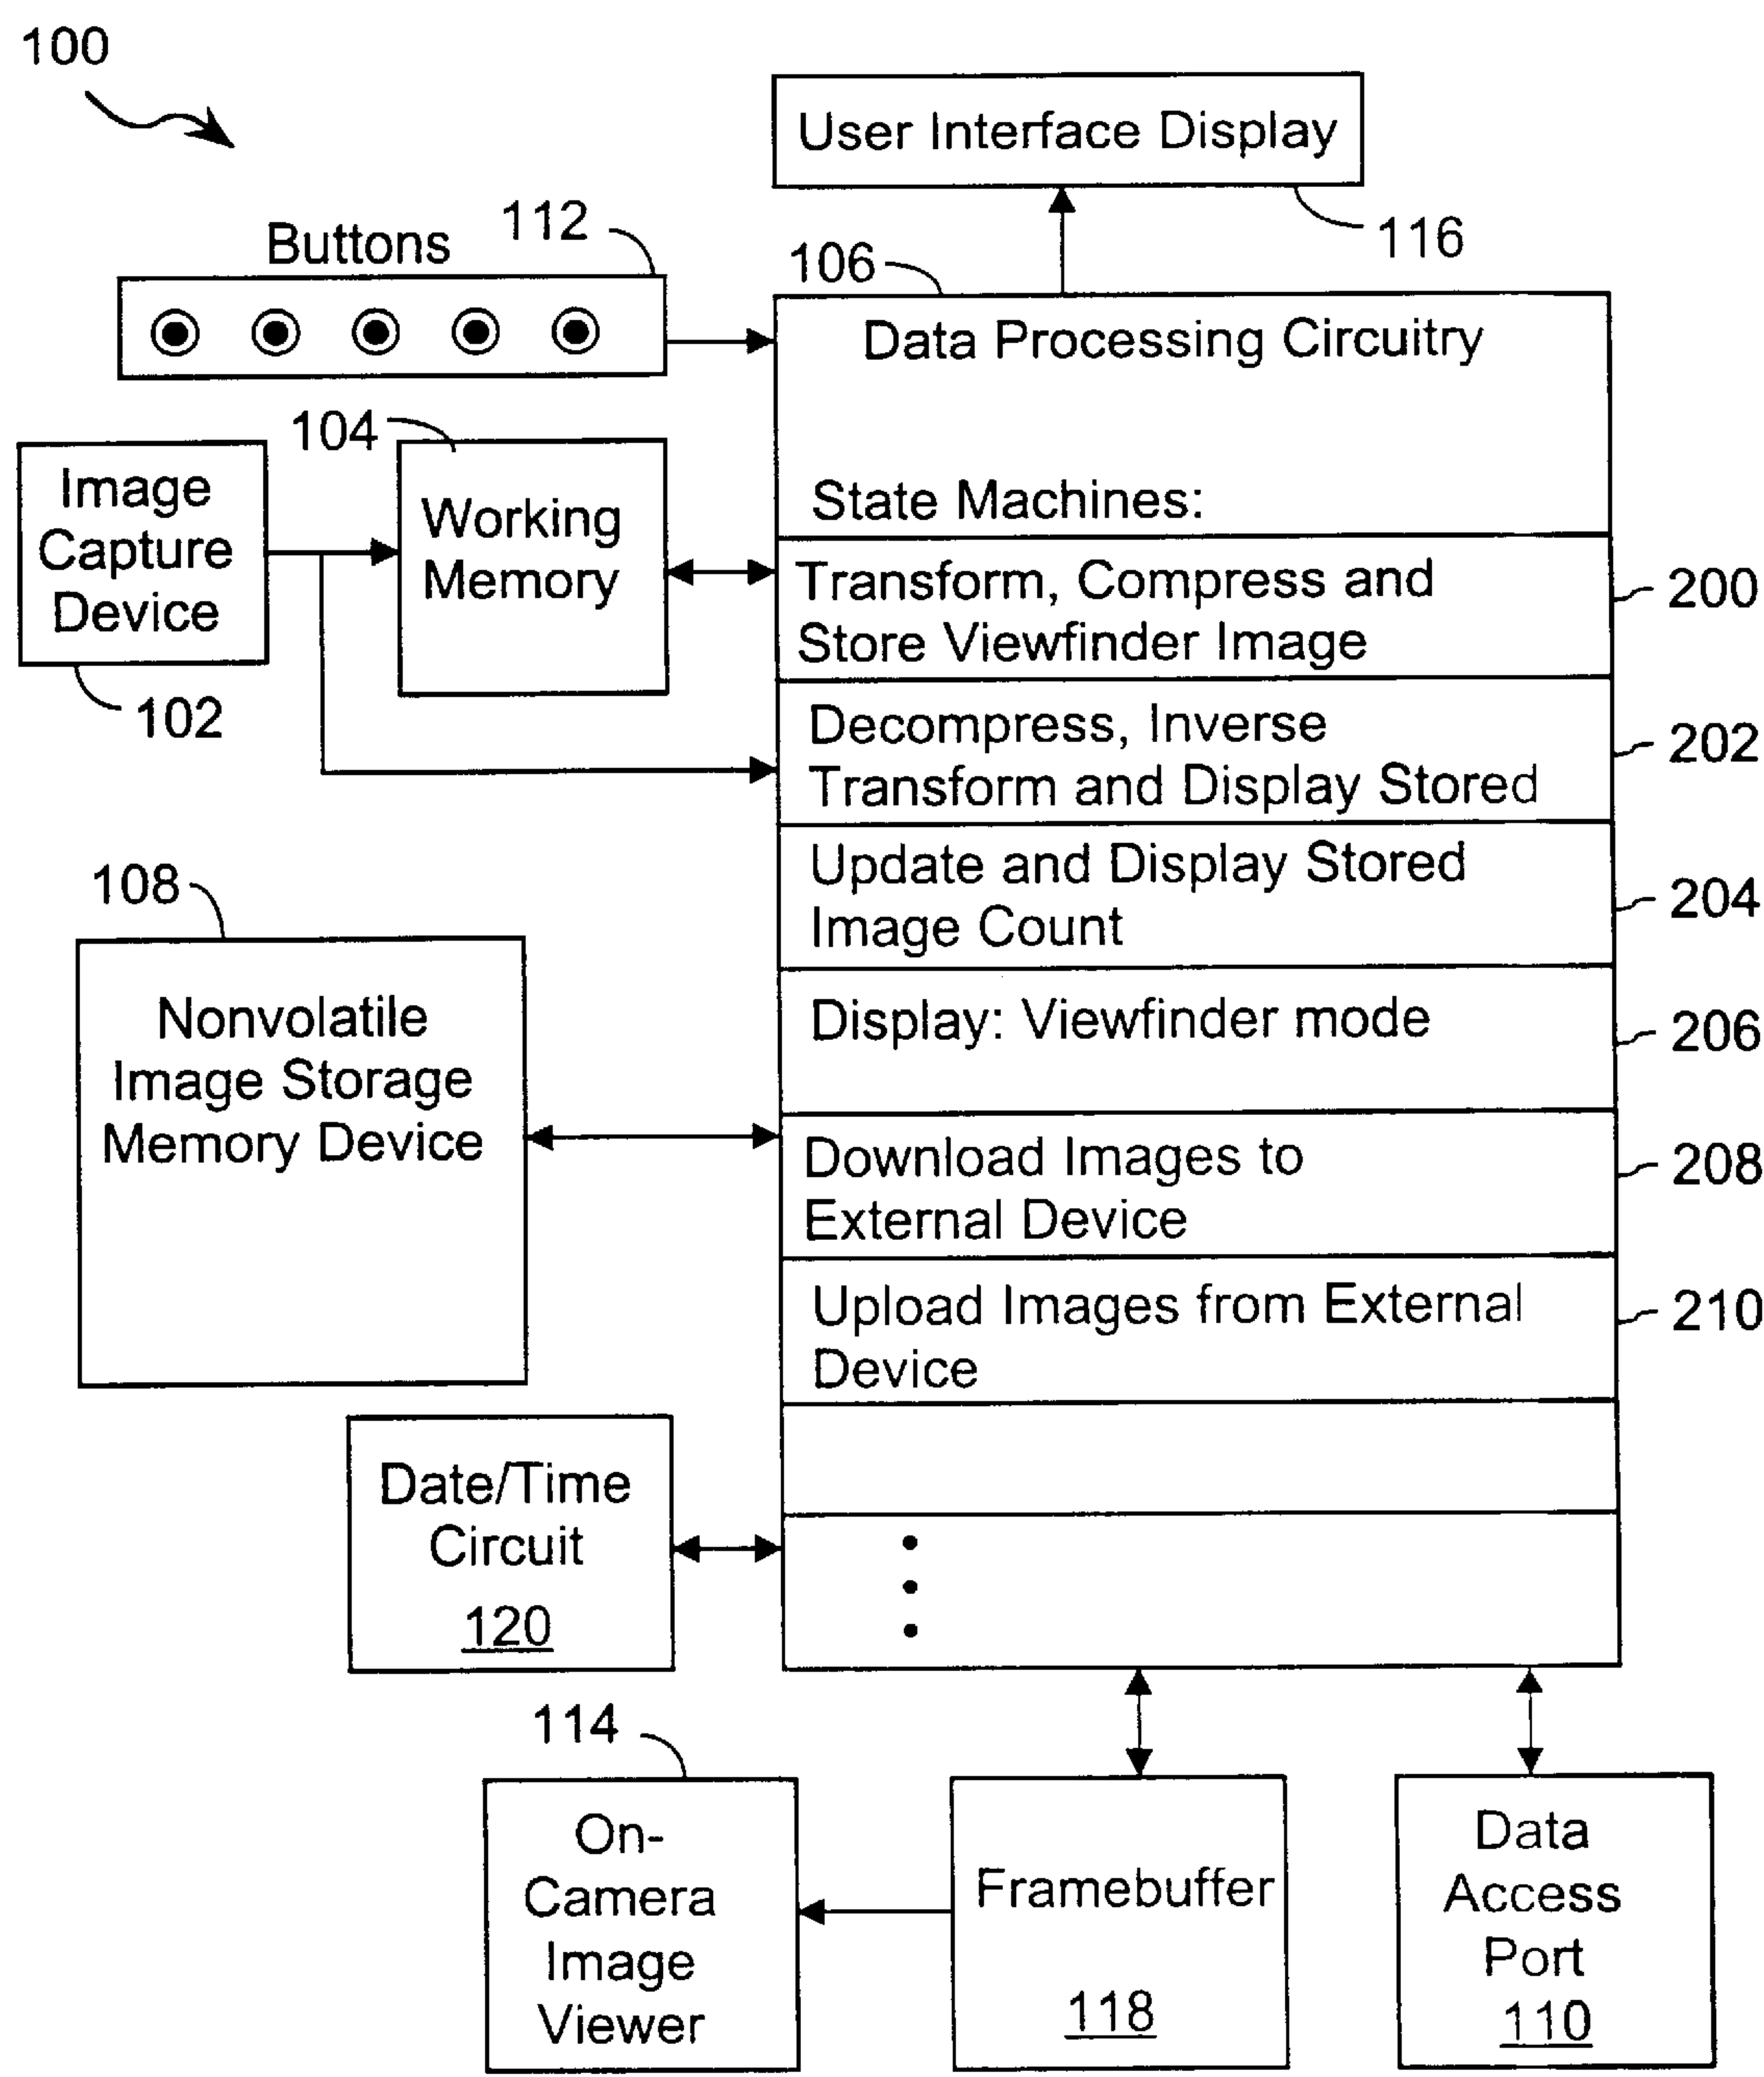 100
User Interface Display
116
Buttons
112
106
Data Processing Circuitry
State Machines:
104
Image
Capture
Device
102
Working
Memory
Transform, Compress and
Store Viewfinder Image
200
Decompress, Inverse
Transform and Display Stored
202
Update and Display Stored
Image Count
204
108
Nonvolatile
Image Storage
Memory Device
Display: Viewfinder mode
206
Download Images to
External Device
208
Upload Images from External
Device
210
Date/Time
Circuit
120
114
On-
Camera
Image
Viewer
Framebuffer
118
Data
Access
Port
110